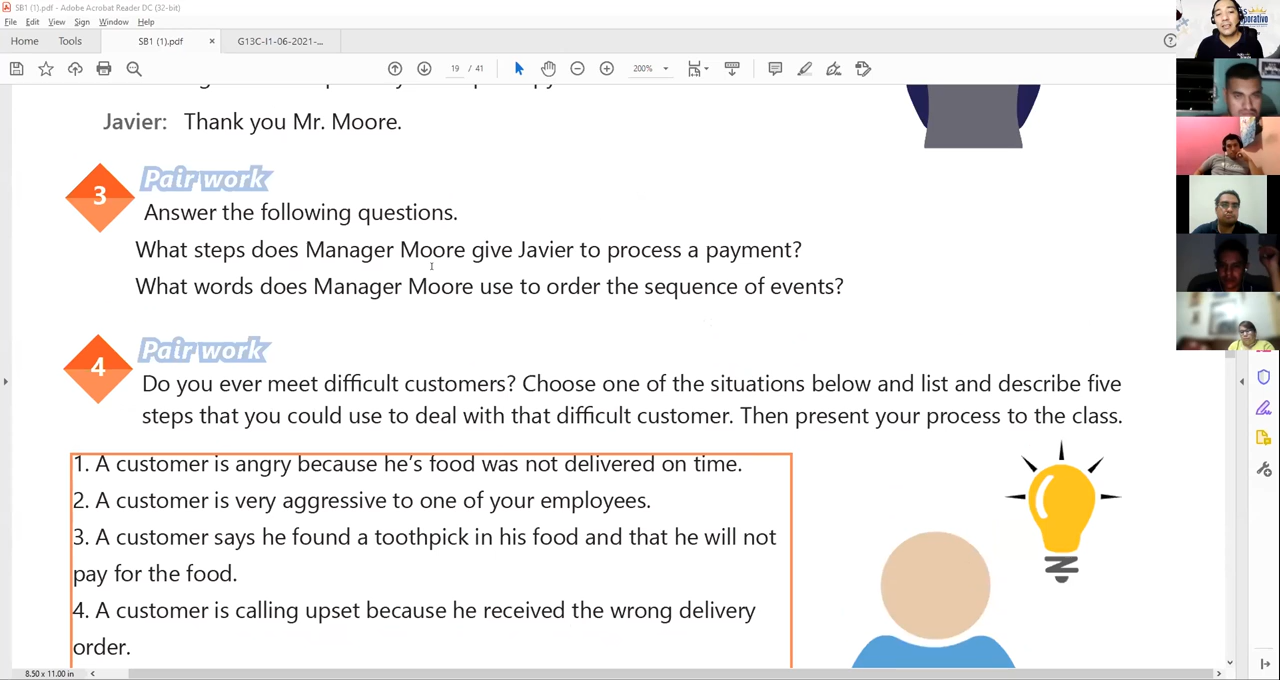 SB1 (1).pdf - Adobe Acrobat Reader DC (32-bit)
File Edit View Sign Window Help
Home Tools SB1 (1).pdf × G13C-I1-06-2021-...
19 / 41 200%
Javier: Thank you Mr. Moore.
3 Pair work
Answer the following questions.
What steps does Manager Moore give Javier to process a payment?
What words does Manager Moore use to order the sequence of events?
4 Pair work
Do you ever meet difficult customers? Choose one of the situations below and list and describe five
steps that you could use to deal with that difficult customer. Then present your process to the class.
1. A customer is angry because he's food was not delivered on time.
2. A customer is very aggressive to one of your employees.
3. A customer says he found a toothpick in his food and that he will not
pay for the food.
4. A customer is calling upset because he received the wrong delivery
order.
8.50 x 11.00 in